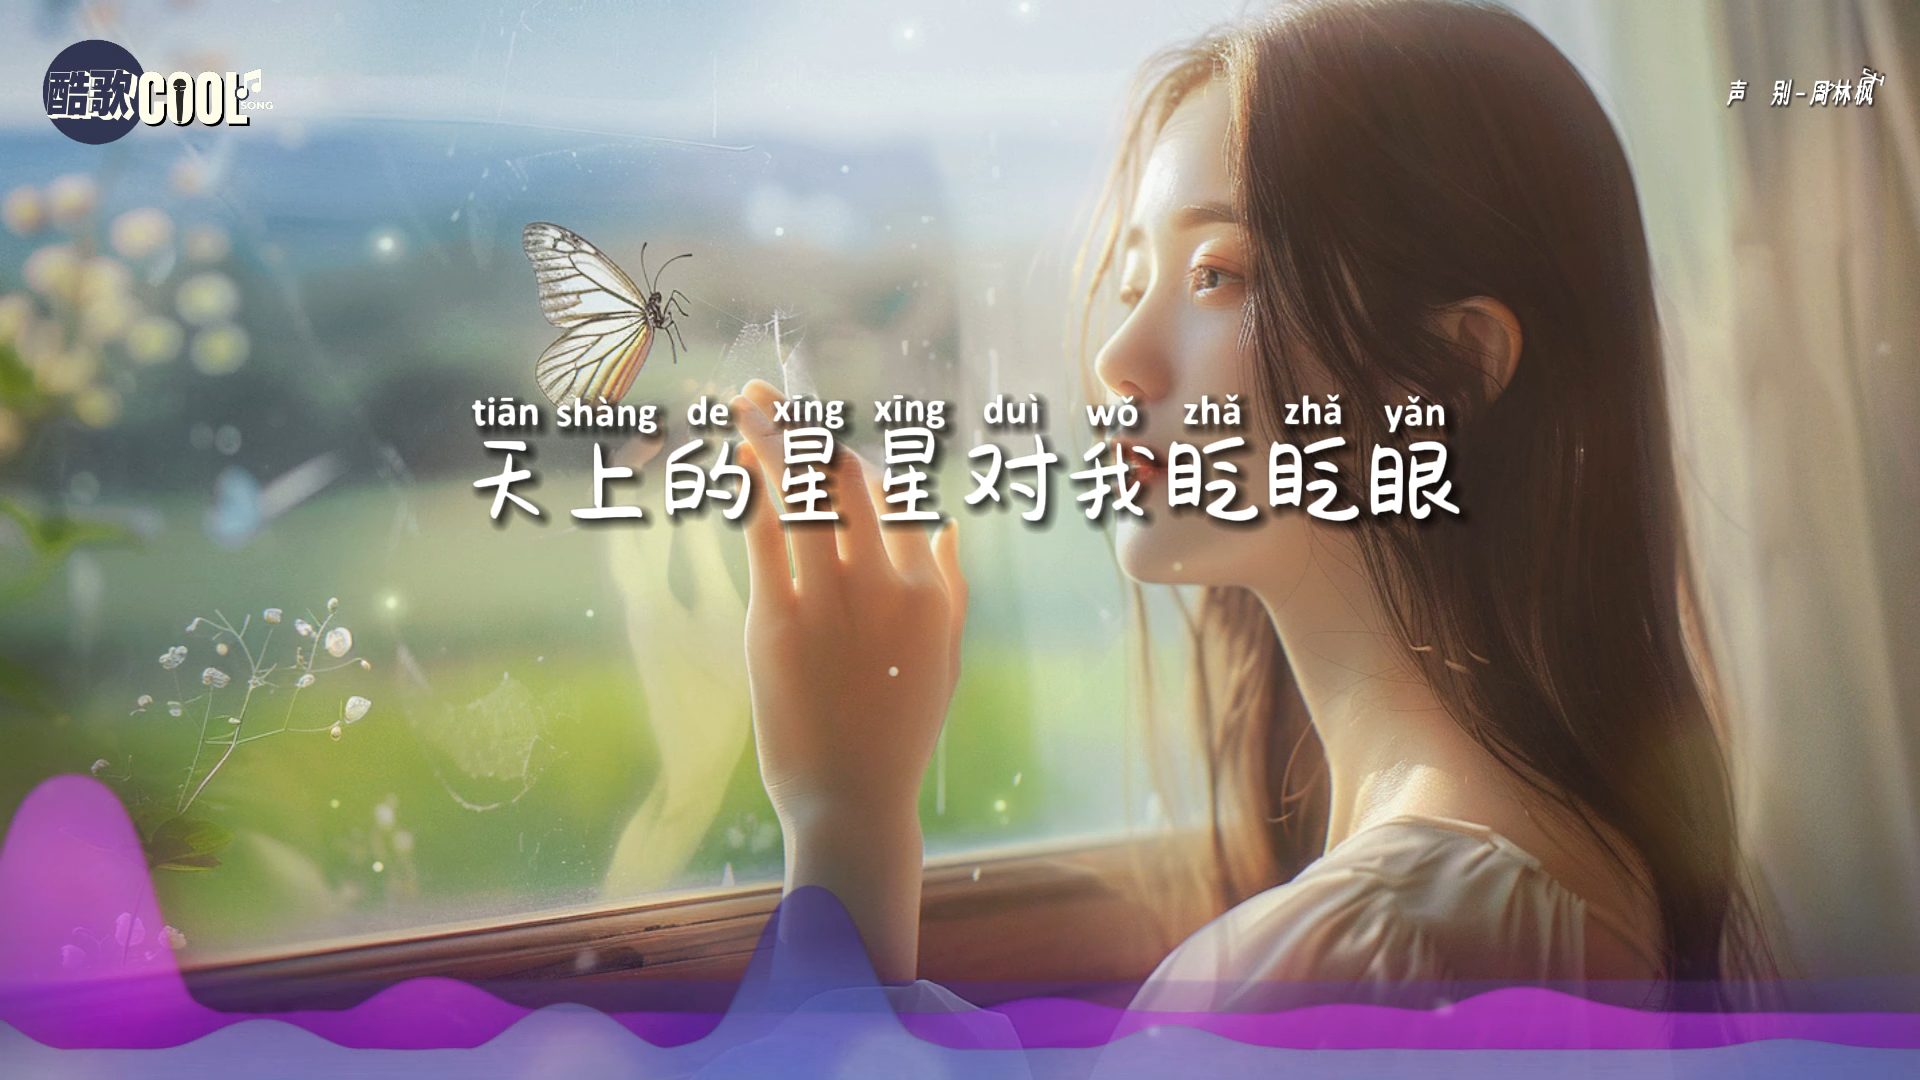 酷歌COOL
SONG
声 别-周林枫
tiān shàng de xīng xīng duì wǒ zhǎ zhǎ yǎn
天上的星星对我眨眨眼